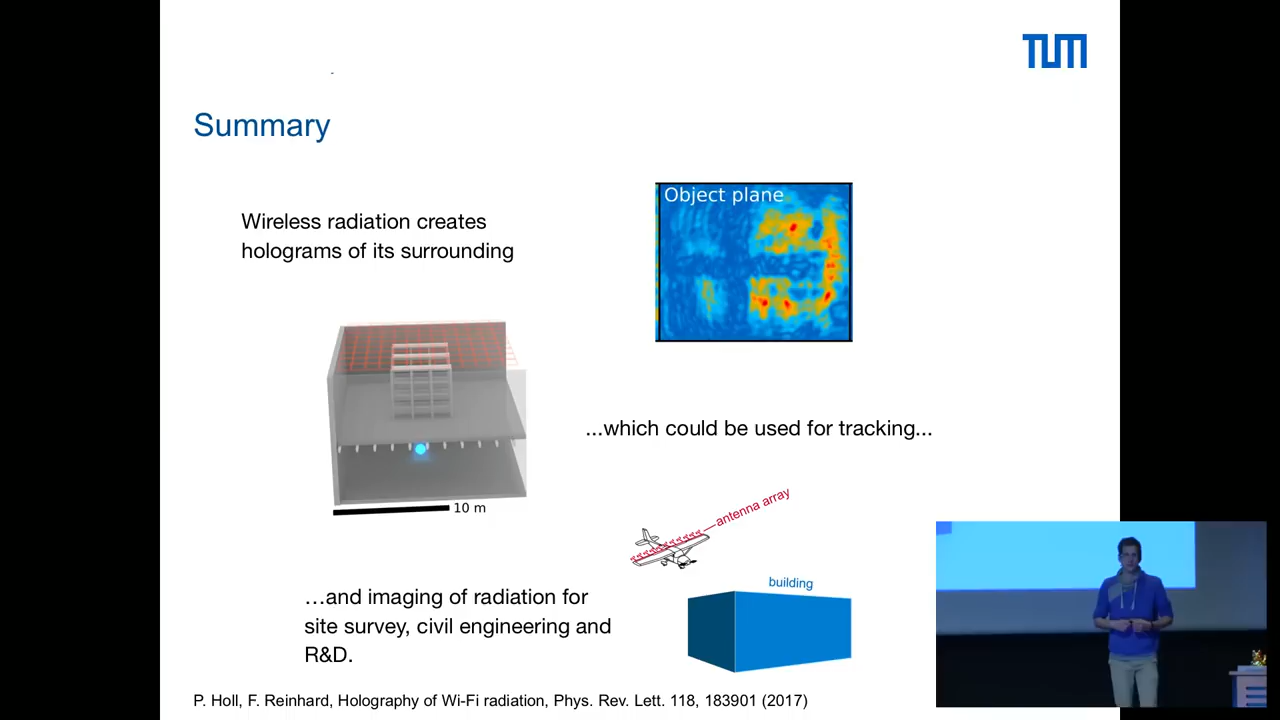 TUM
Summary
Wireless radiation creates
holograms of its surrounding
Object plane
10 m
...which could be used for tracking...
antenna array
building
…and imaging of radiation for
site survey, civil engineering and
R&D.
P. Holl, F. Reinhard, Holography of Wi-Fi radiation, Phys. Rev. Lett. 118, 183901 (2017)